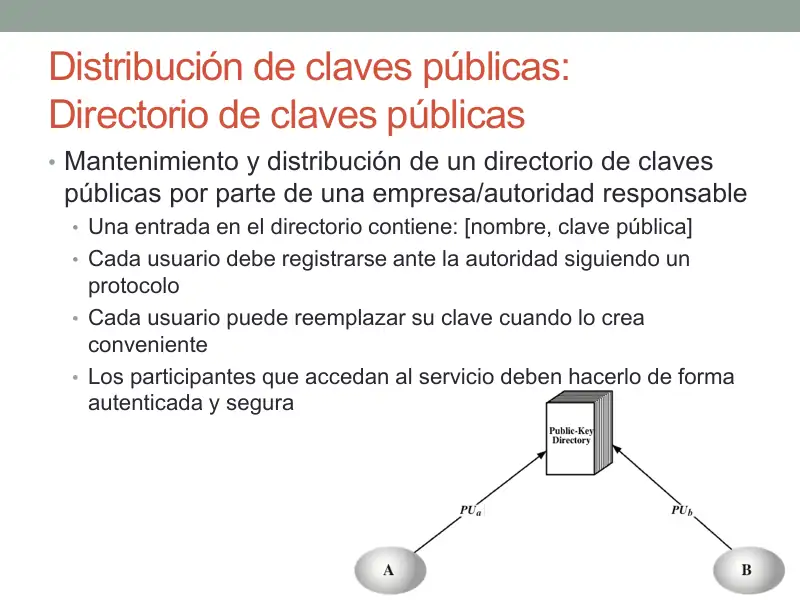 Distribución de claves públicas:
Directorio de claves públicas
• Mantenimiento y distribución de un directorio de claves
públicas por parte de una empresa/autoridad responsable
• Una entrada en el directorio contiene: [nombre, clave pública]
• Cada usuario debe registrarse ante la autoridad siguiendo un
protocolo
• Cada usuario puede reemplazar su clave cuando lo crea
conveniente
• Los participantes que accedan al servicio deben hacerlo de forma
autenticada y segura
Public-Key
Directory
PUa
PUb
A
B